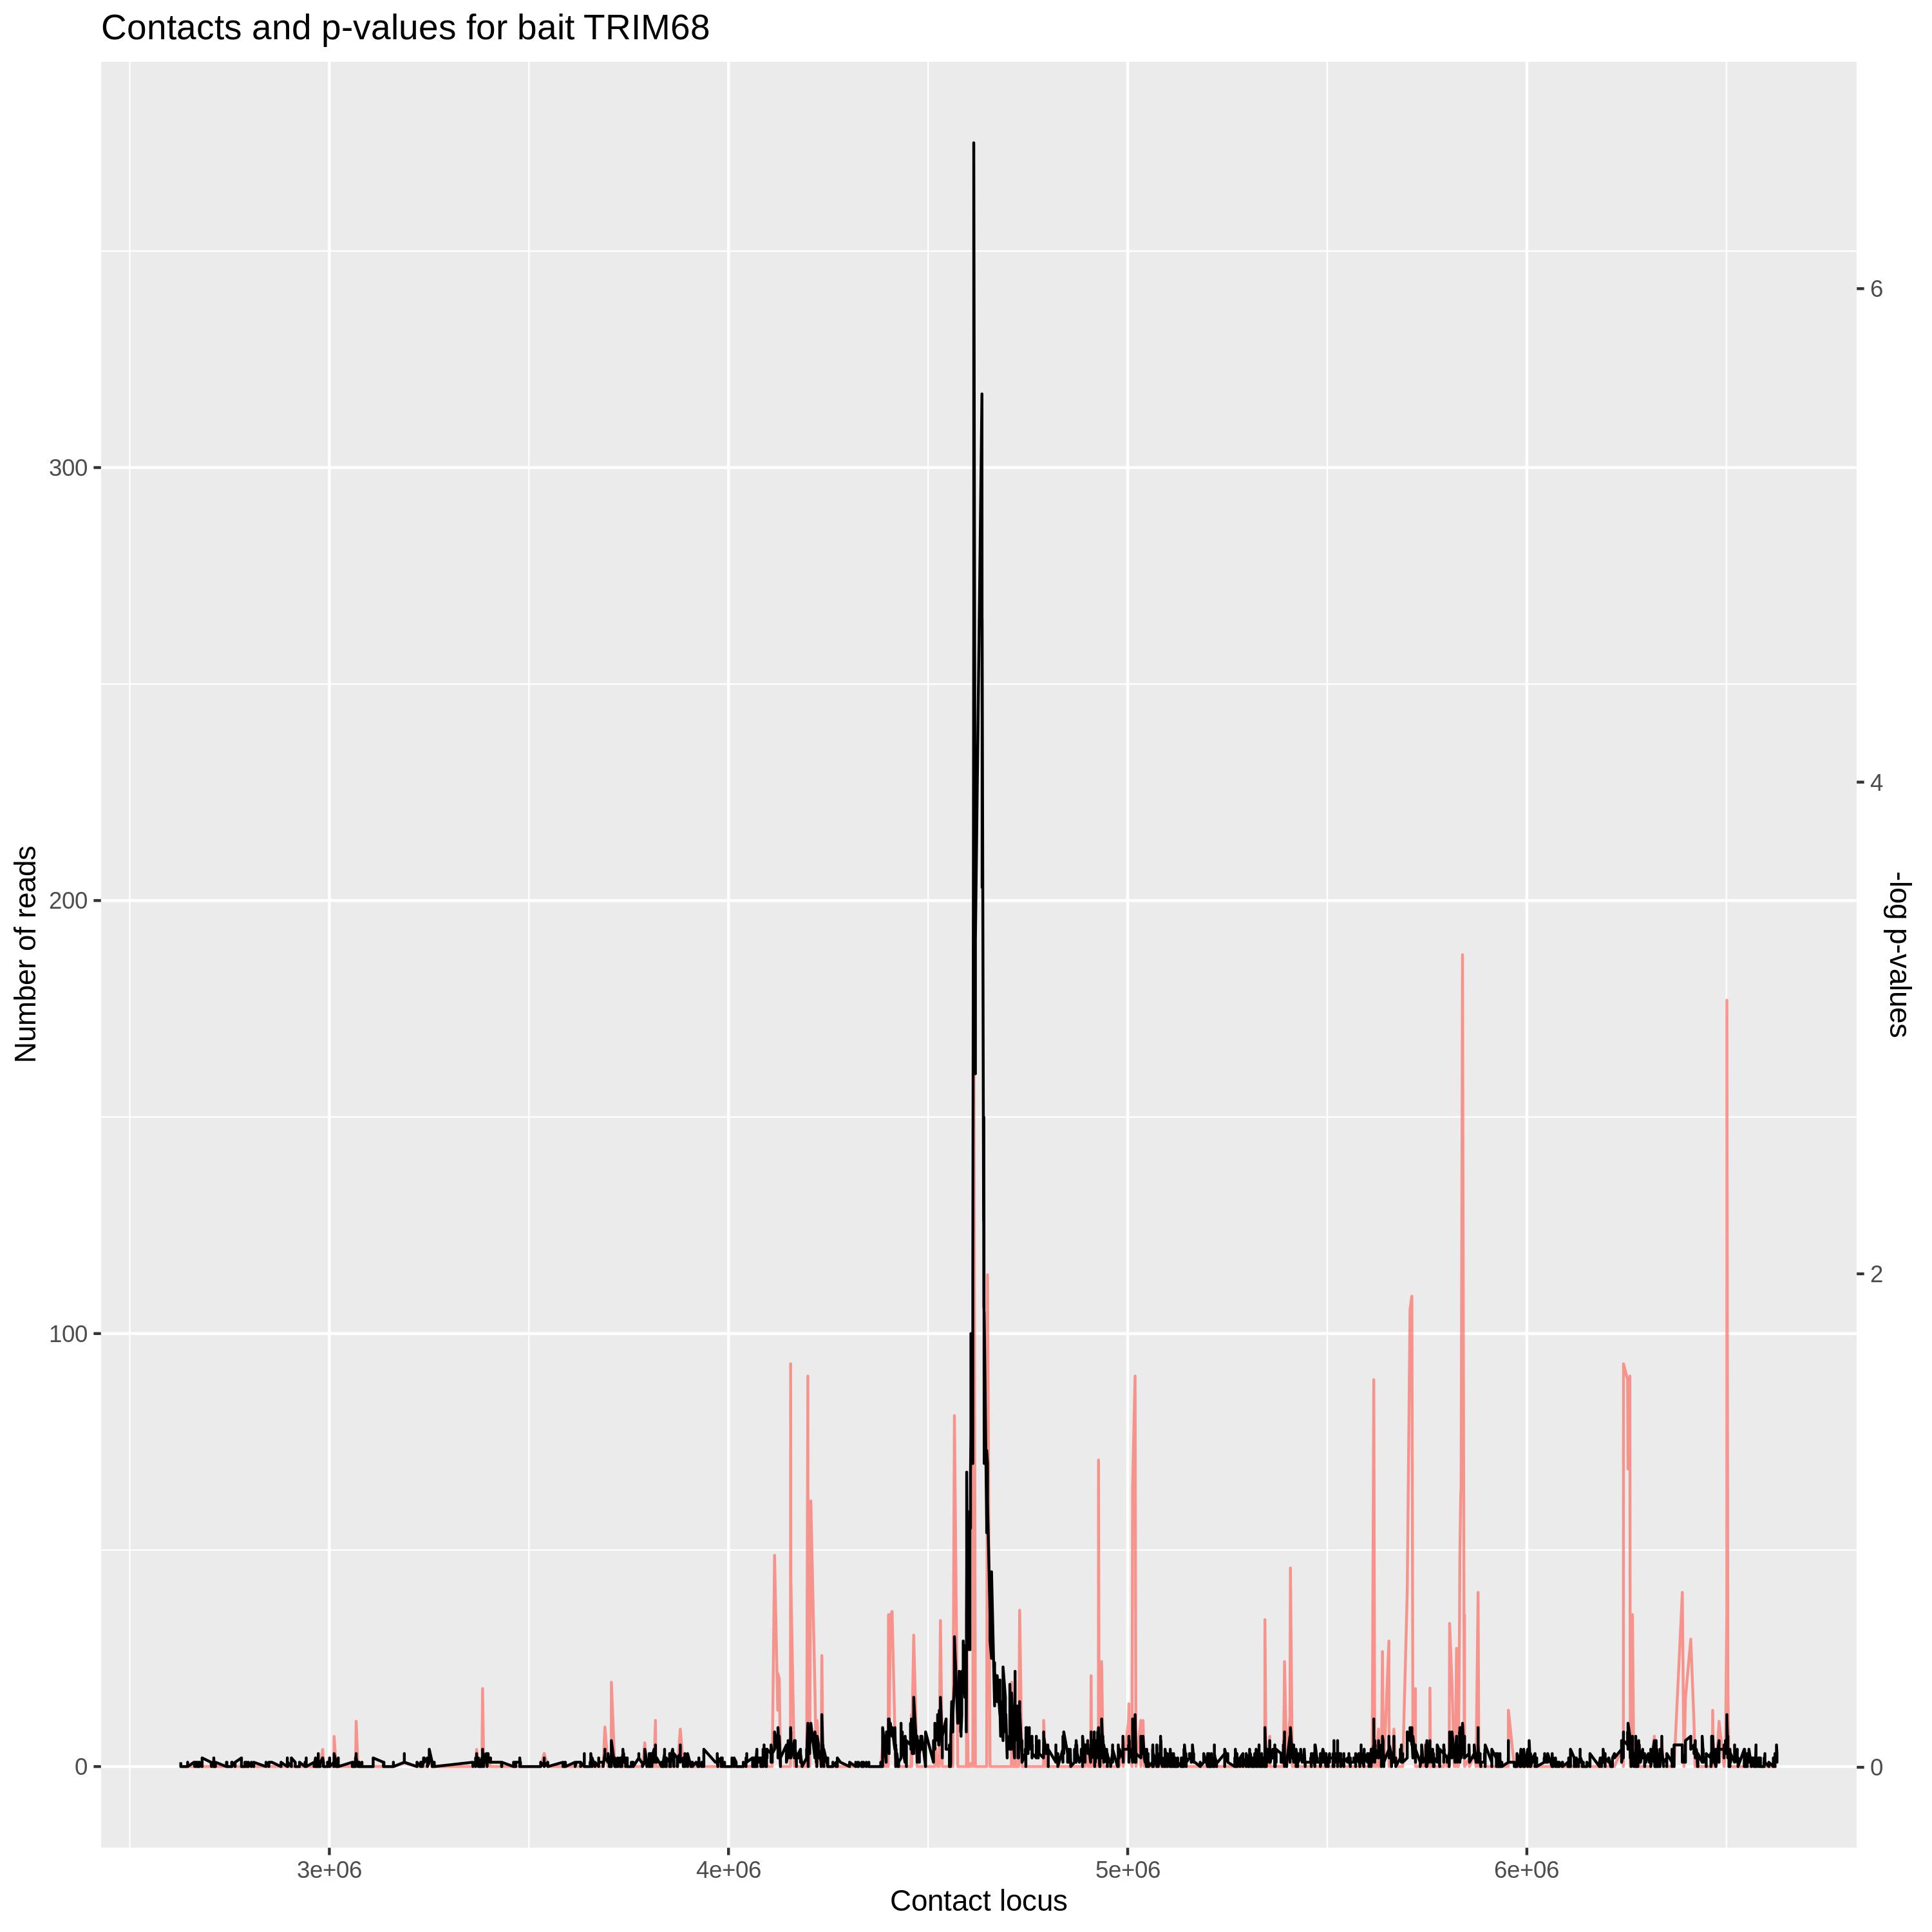 Contacts and p-values for bait TRIM68
Number of reads
300
200
100
0
6
4
2
0
-log p-values
3e+06
4e+06
5e+06
6e+06
Contact locus